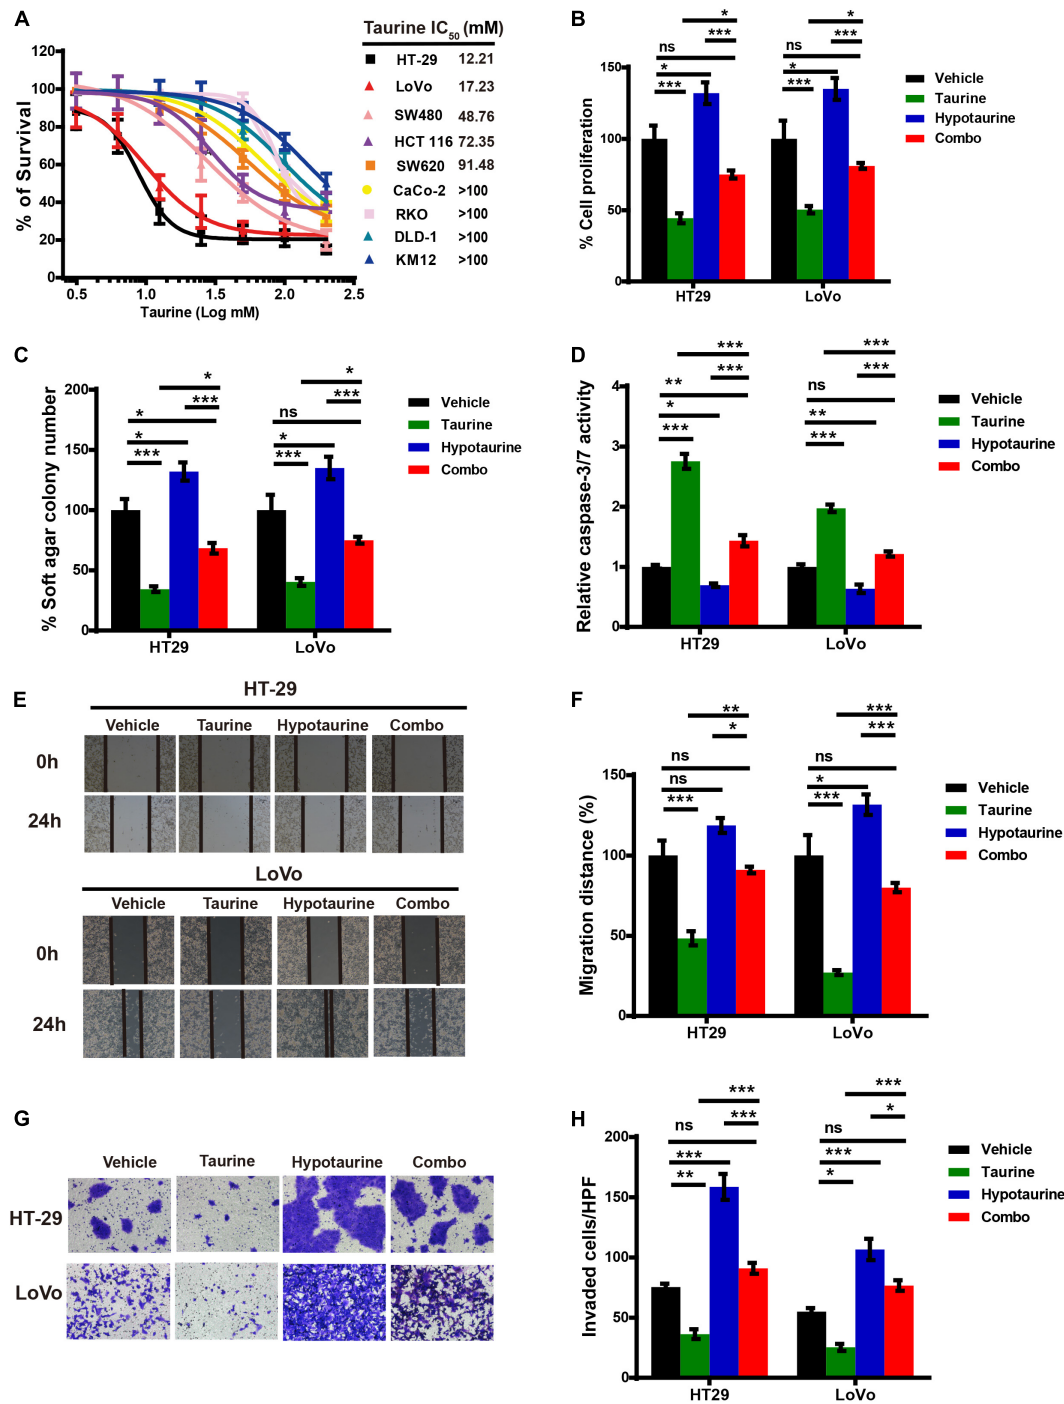 A
Taurine IC50 (mM)
HT-29 12.21
LoVo 17.23
SW480 48.76
HCT 116 72.35
SW620 91.48
CaCo-2 >100
RKO >100
DLD-1 >100
KM12 >100
% of Survival
120
100
80
60
40
20
0
0.5 1.0 1.5 2.0 2.5
Taurine (Log mM)
B
* *
*** ***
ns ns
* *
*** ***
% Cell proliferation
150
100
50
0
HT29 LoVo
Vehicle
Taurine
Hypotaurine
Combo
C
* *
*** ***
* ns
* *
*** ***
% Soft agar colony number
200
150
100
50
0
HT29 LoVo
Vehicle
Taurine
Hypotaurine
Combo
D
*** ***
*** ***
** ns
* **
*** ***
Relative caspase-3/7 activity
4
3
2
1
0
HT29 LoVo
Vehicle
Taurine
Hypotaurine
Combo
E
HT-29
Vehicle Taurine Hypotaurine Combo
0h
24h
LoVo
Vehicle Taurine Hypotaurine Combo
0h
24h
F
** ***
* ***
ns ns
ns *
*** ***
Migration distance (%)
150
100
50
0
HT29 LoVo
Vehicle
Taurine
Hypotaurine
Combo
G
Vehicle Taurine Hypotaurine Combo
HT-29
LoVo
H
*** ***
*** *
ns ns
*** ***
** *
Invaded cells/HPF
200
150
100
50
0
HT29 LoVo
Vehicle
Taurine
Hypotaurine
Combo